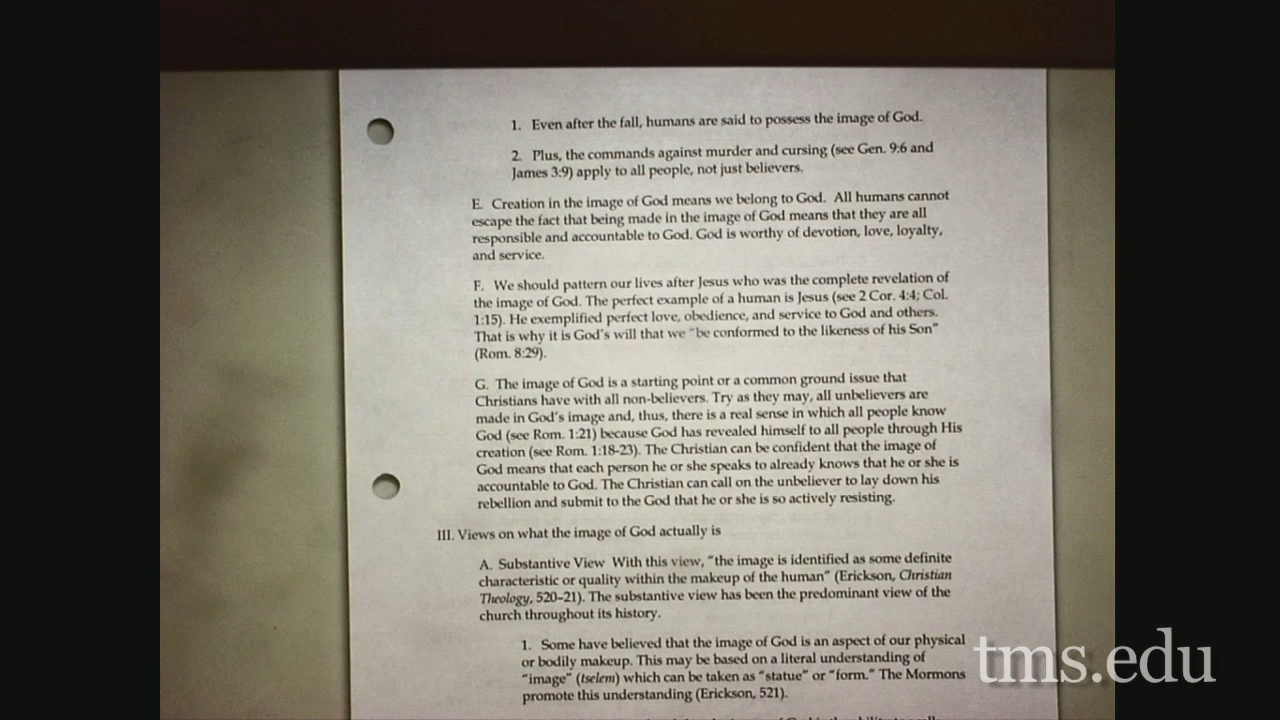 1. Even after the fall, humans are said to possess the image of God.
2. Plus, the commands against murder and cursing (see Gen. 9:6 and
James 3:9) apply to all people, not just believers.
E. Creation in the image of God means we belong to God. All humans cannot
escape the fact that being made in the image of God means that they are all
responsible and accountable to God. God is worthy of devotion, love, loyalty,
and service.
F. We should pattern our lives after Jesus who was the complete revelation of
the image of God. The perfect example of a human is Jesus (see 2 Cor. 4:4; Col.
1:15). He exemplified perfect love, obedience, and service to God and others.
That is why it is God's will that we "be conformed to the likeness of his Son"
(Rom. 8:29).
G. The image of God is a starting point or a common ground issue that
Christians have with all non-believers. Try as they may, all unbelievers are
made in God's image and, thus, there is a real sense in which all people know
God (see Rom. 1:21) because God has revealed himself to all people through His
creation (see Rom. 1:18-23). The Christian can be confident that the image of
God means that each person he or she speaks to already knows that he or she is
accountable to God. The Christian can call on the unbeliever to lay down his
rebellion and submit to the God that he or she is so actively resisting.
III. Views on what the image of God actually is
A. Substantive View With this view, "the image is identified as some definite
characteristic or quality within the makeup of the human" (Erickson, Christian
Theology, 520–21). The substantive view has been the predominant view of the
church throughout its history.
1. Some have believed that the image of God is an aspect of our physical
or bodily makeup. This may be based on a literal understanding of
"image" (tselem) which can be taken as "statue" or "form." The Mormons
promote this understanding (Erickson, 521).
tms.edu